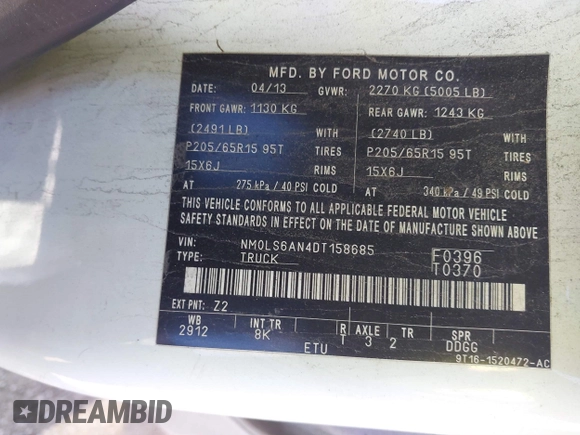 MFD. BY FORD MOTOR CO.
DATE: 04/13 GVWR: 2270 KG (5005 LB)
FRONT GAWR: 1130 KG REAR GAWR: 1243 KG
(2491 LB) WITH (2740 LB) WITH
P205/65R15 95T TIRES P205/65R15 95T TIRES
15X6J RIMS 15X6J RIMS
AT 275 kPa / 40 PSI COLD AT 340 kPa / 49 PSI COLD
THIS VEHICLE CONFORMS TO ALL APPLICABLE FEDERAL MOTOR VEHICLE
SAFETY STANDARDS IN EFFECT ON THE DATE OF MANUFACTURE SHOWN ABOVE
VIN: NM0LS6AN4DT158685 F0396
TYPE: TRUCK T0370
EXT PNT: Z2
WB INT TR R AXLE TR SPR
2912 8K T 3 2 DDGG
ETU 9T16-1520472-AC
DREAMBID